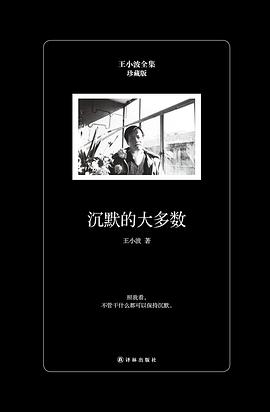 王小波全集
珍藏版
沉默的大多数
王小波 著
照我看，
不管干什么都可以保持沉默。
译林出版社